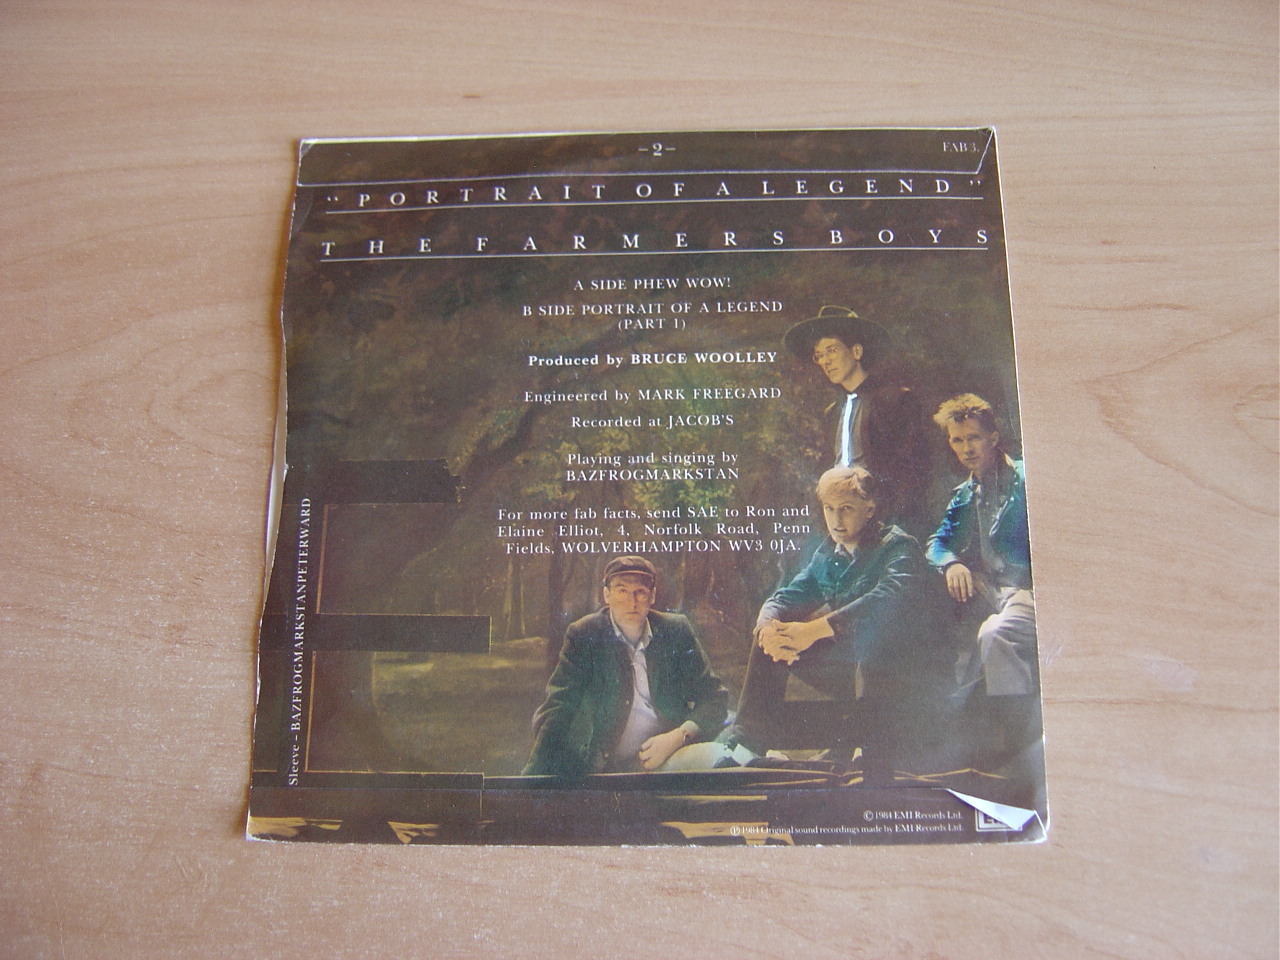 -2-
FAB 3.
"PORTRAIT OF A LEGEND"
THE FARMERS BOYS
A SIDE PHEW WOW!
B SIDE PORTRAIT OF A LEGEND
(PART 1)
Produced by BRUCE WOOLLEY
Engineered by MARK FREEGARD
Recorded at JACOB'S
Playing and singing by
BAZFROGMARKSTAN
For more fab facts, send SAE to Ron and
Elaine Elliot, 4, Norfolk Road, Penn
Fields, WOLVERHAMPTON WV3 0JA.
Sleeve - BAZFROGMARKSTANPETERWARD
© 1984 EMI Records Ltd.
℗ 1984 Original sound recordings made by EMI Records Ltd.